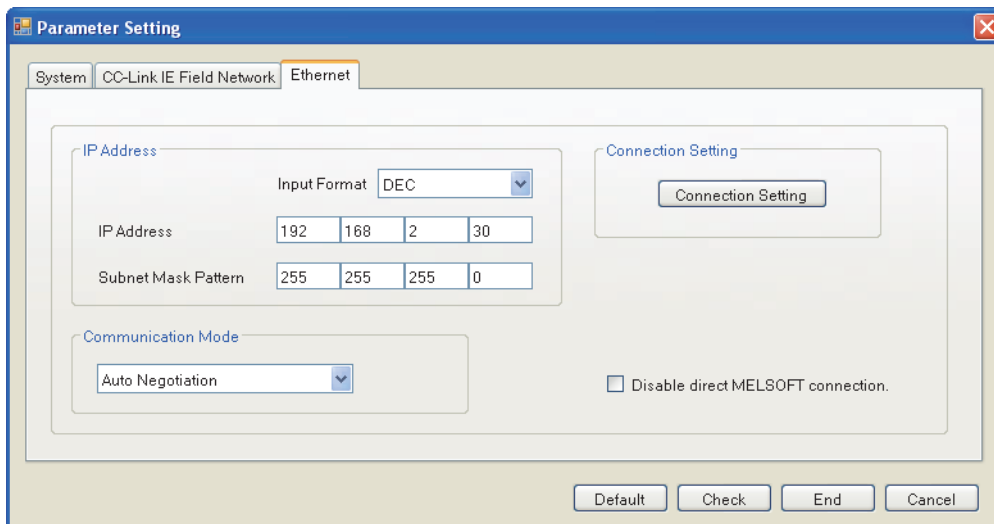 Parameter Setting
System CC-Link IE Field Network Ethernet
IP Address
Input Format DEC
IP Address 192 168 2 30
Subnet Mask Pattern 255 255 255 0
Connection Setting
Connection Setting
Communication Mode
Auto Negotiation
Disable direct MELSOFT connection.
Default Check End Cancel